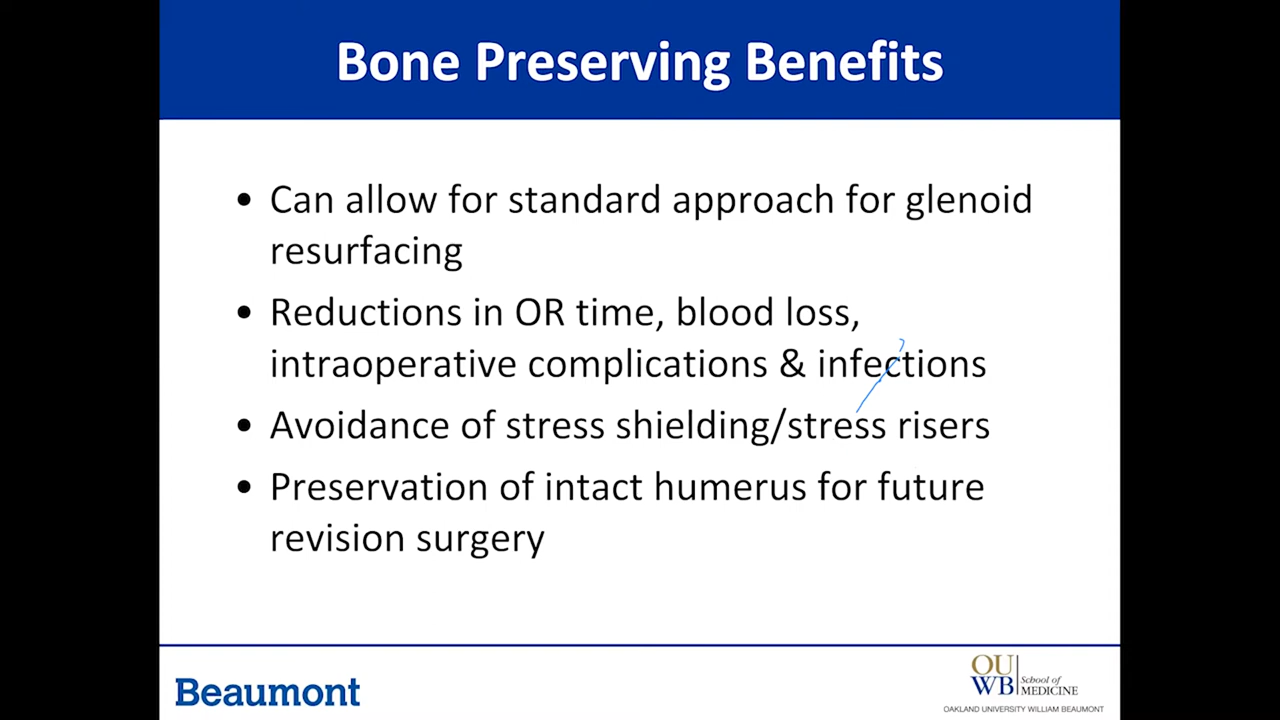 Bone Preserving Benefits
• Can allow for standard approach for glenoid
resurfacing
• Reductions in OR time, blood loss,
intraoperative complications & infections
• Avoidance of stress shielding/stress risers
• Preservation of intact humerus for future
revision surgery
Beaumont
OU
WB
School of
MEDICINE
OAKLAND UNIVERSITY WILLIAM BEAUMONT